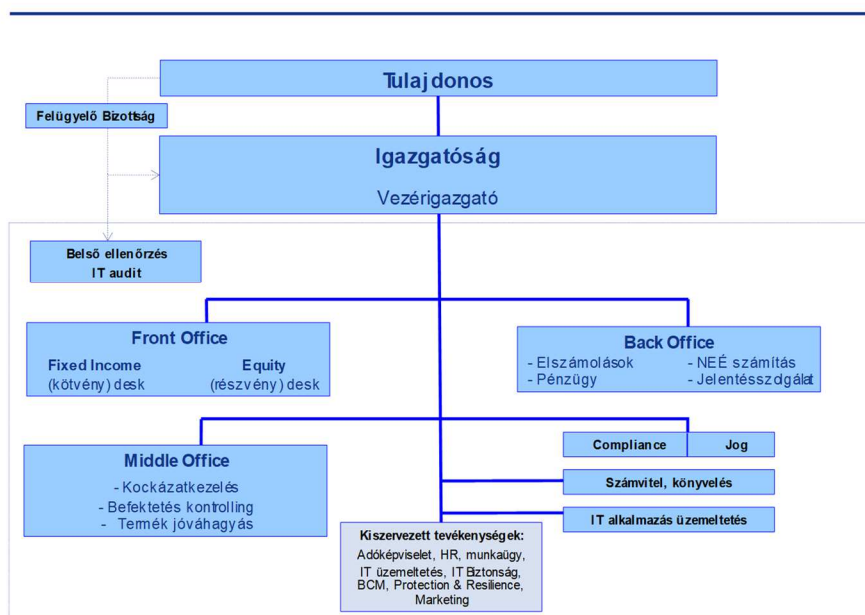 Tulajdonos
Felügyelő Bizottság
Igazgatóság
Vezérigazgató
Belső ellenőrzés
IT audit
Front Office
Fixed Income
(kötvény) desk
Equity
(részvény) desk
Back Office
- Elszámolások
- NEÉ számítás
- Pénzügy
- Jelentésszolgálat
Middle Office
- Kockázatkezelés
- Befektetés kontrolling
- Termék jóváhagyás
Compliance
Jog
Számvitel, könyvelés
IT alkalmazás üzemeltetés
Kiszervezett tevékenységek:
Adóképviselet, HR, munkaügy,
IT üzemeltetés, IT Biztonság,
BCM, Protection & Resilience,
Marketing